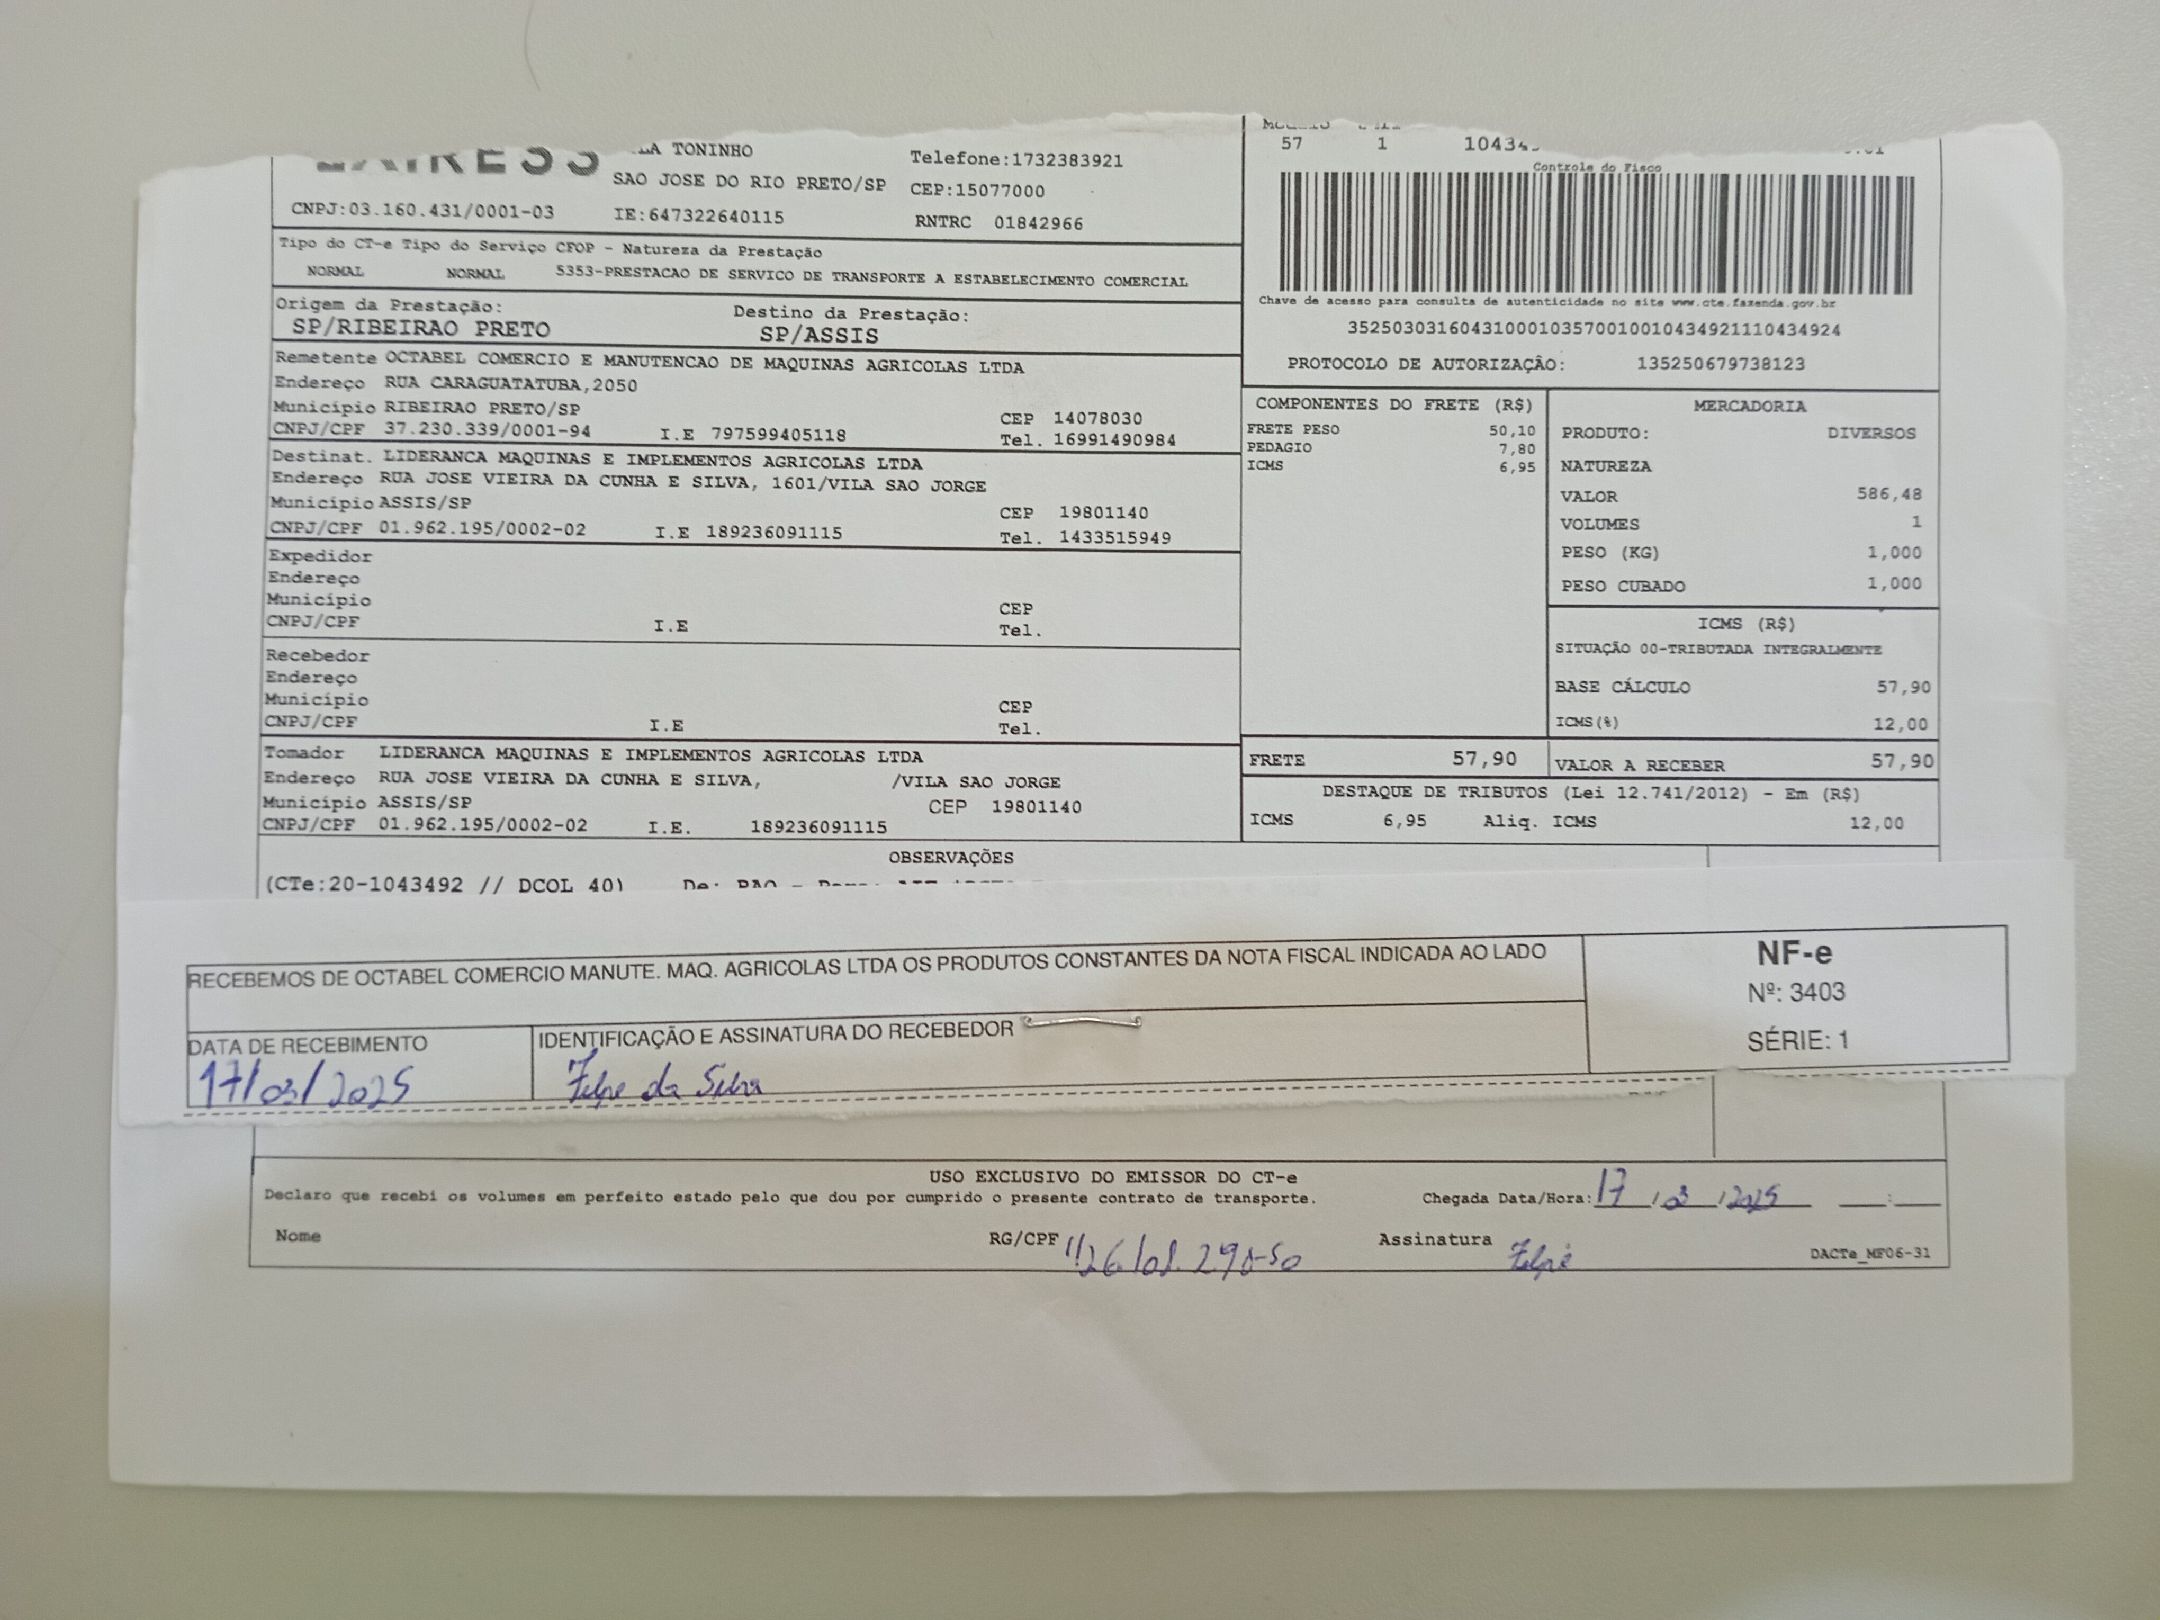 TONINHO
SAO JOSE DO RIO PRETO/SP
Telefone:1732383921
CEP:15077000
CNPJ:03.160.431/0001-03 IE:647322640115 RNTRC 01842966
Tipo do CT-e Tipo do Serviço CFOP - Natureza da Prestação
NORMAL NORMAL 5353-PRESTACAO DE SERVICO DE TRANSPORTE A ESTABELECIMENTO COMERCIAL
Origem da Prestação: Destino da Prestação:
SP/RIBEIRAO PRETO SP/ASSIS
Remetente OCTABEL COMERCIO E MANUTENCAO DE MAQUINAS AGRICOLAS LTDA
Endereço RUA CARAGUATATUBA,2050
Município RIBEIRAO PRETO/SP CEP 14078030
CNPJ/CPF 37.230.339/0001-94 I.E 797599405118 Tel. 16991490984
Destinat. LIDERANCA MAQUINAS E IMPLEMENTOS AGRICOLAS LTDA
Endereço RUA JOSE VIEIRA DA CUNHA E SILVA, 1601/VILA SAO JORGE
Município ASSIS/SP CEP 19801140
CNPJ/CPF 01.962.195/0002-02 I.E 189236091115 Tel. 1433515949
Expedidor
Endereço
Município CEP
CNPJ/CPF I.E Tel.
Recebedor
Endereço
Município CEP
CNPJ/CPF I.E Tel.
Tomador LIDERANCA MAQUINAS E IMPLEMENTOS AGRICOLAS LTDA
Endereço RUA JOSE VIEIRA DA CUNHA E SILVA, /VILA SAO JORGE
Município ASSIS/SP CEP 19801140
CNPJ/CPF 01.962.195/0002-02 I.E. 189236091115
57 1
Controle do Fisco
Chave de acesso para consulta de autenticidade no site www.cte.fazenda.gov.br
35250303160431000103570010010434921110434924
PROTOCOLO DE AUTORIZAÇÃO: 135250679738123
COMPONENTES DO FRETE (R$)
FRETE PESO 50,10
PEDAGIO 7,80
ICMS 6,95
MERCADORIA
PRODUTO: DIVERSOS
NATUREZA
VALOR 586,48
VOLUMES 1
PESO (KG) 1,000
PESO CUBADO 1,000
ICMS (R$)
SITUAÇÃO 00-TRIBUTADA INTEGRALMENTE
BASE CÁLCULO 57,90
ICMS(%) 12,00
FRETE 57,90 VALOR A RECEBER 57,90
DESTAQUE DE TRIBUTOS (Lei 12.741/2012) - Em (R$)
ICMS 6,95 Aliq. ICMS 12,00
OBSERVAÇÕES
(CTe:20-1043492 // DCOL 40)
RECEBEMOS DE OCTABEL COMERCIO MANUTE. MAQ. AGRICOLAS LTDA OS PRODUTOS CONSTANTES DA NOTA FISCAL INDICADA AO LADO
NF-e
Nº: 3403
SÉRIE: 1
DATA DE RECEBIMENTO IDENTIFICAÇÃO E ASSINATURA DO RECEBEDOR
17/03/2025 Felipe da Silva
USO EXCLUSIVO DO EMISSOR DO CT-e
Declaro que recebi os volumes em perfeito estado pelo que dou por cumprido o presente contrato de transporte. Chegada Data/Hora: 17 /03 /2025 :
Nome RG/CPF Assinatura Felipe
DACTe_MF06-31